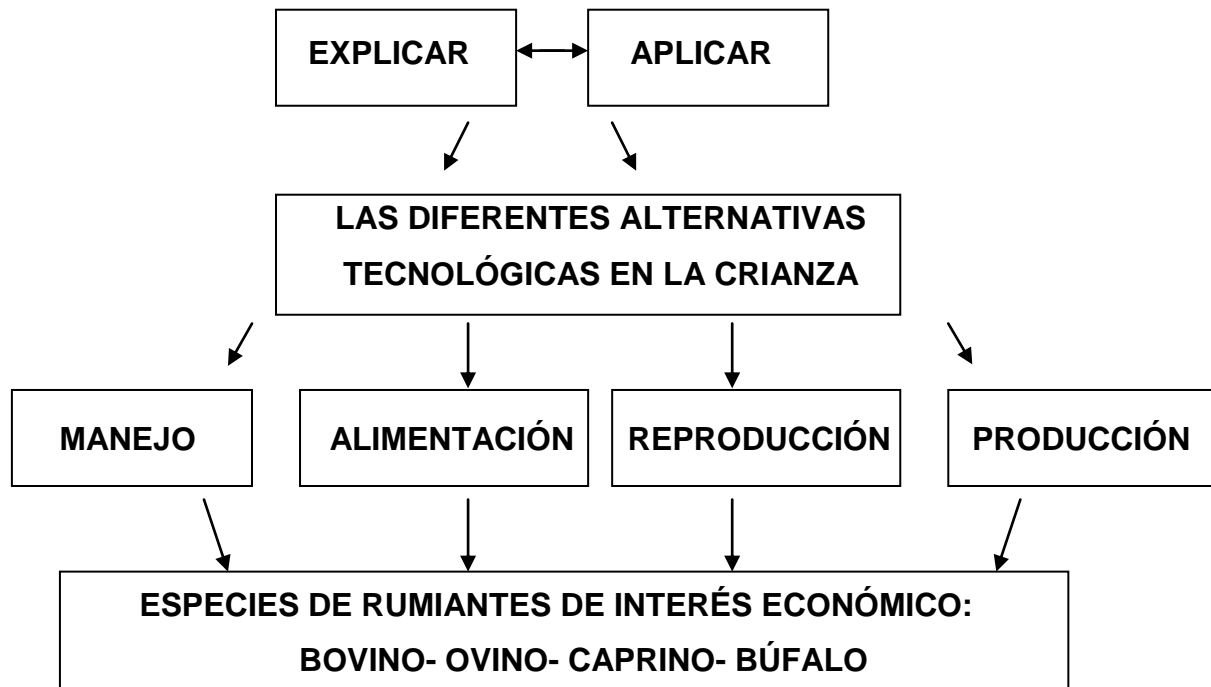 EXPLICAR
APLICAR
LAS DIFERENTES ALTERNATIVAS
TECNOLÓGICAS EN LA CRIANZA
MANEJO
ALIMENTACIÓN
REPRODUCCIÓN
PRODUCCIÓN
ESPECIES DE RUMIANTES DE INTERÉS ECONÓMICO:
BOVINO- OVINO- CAPRINO- BÚFALO